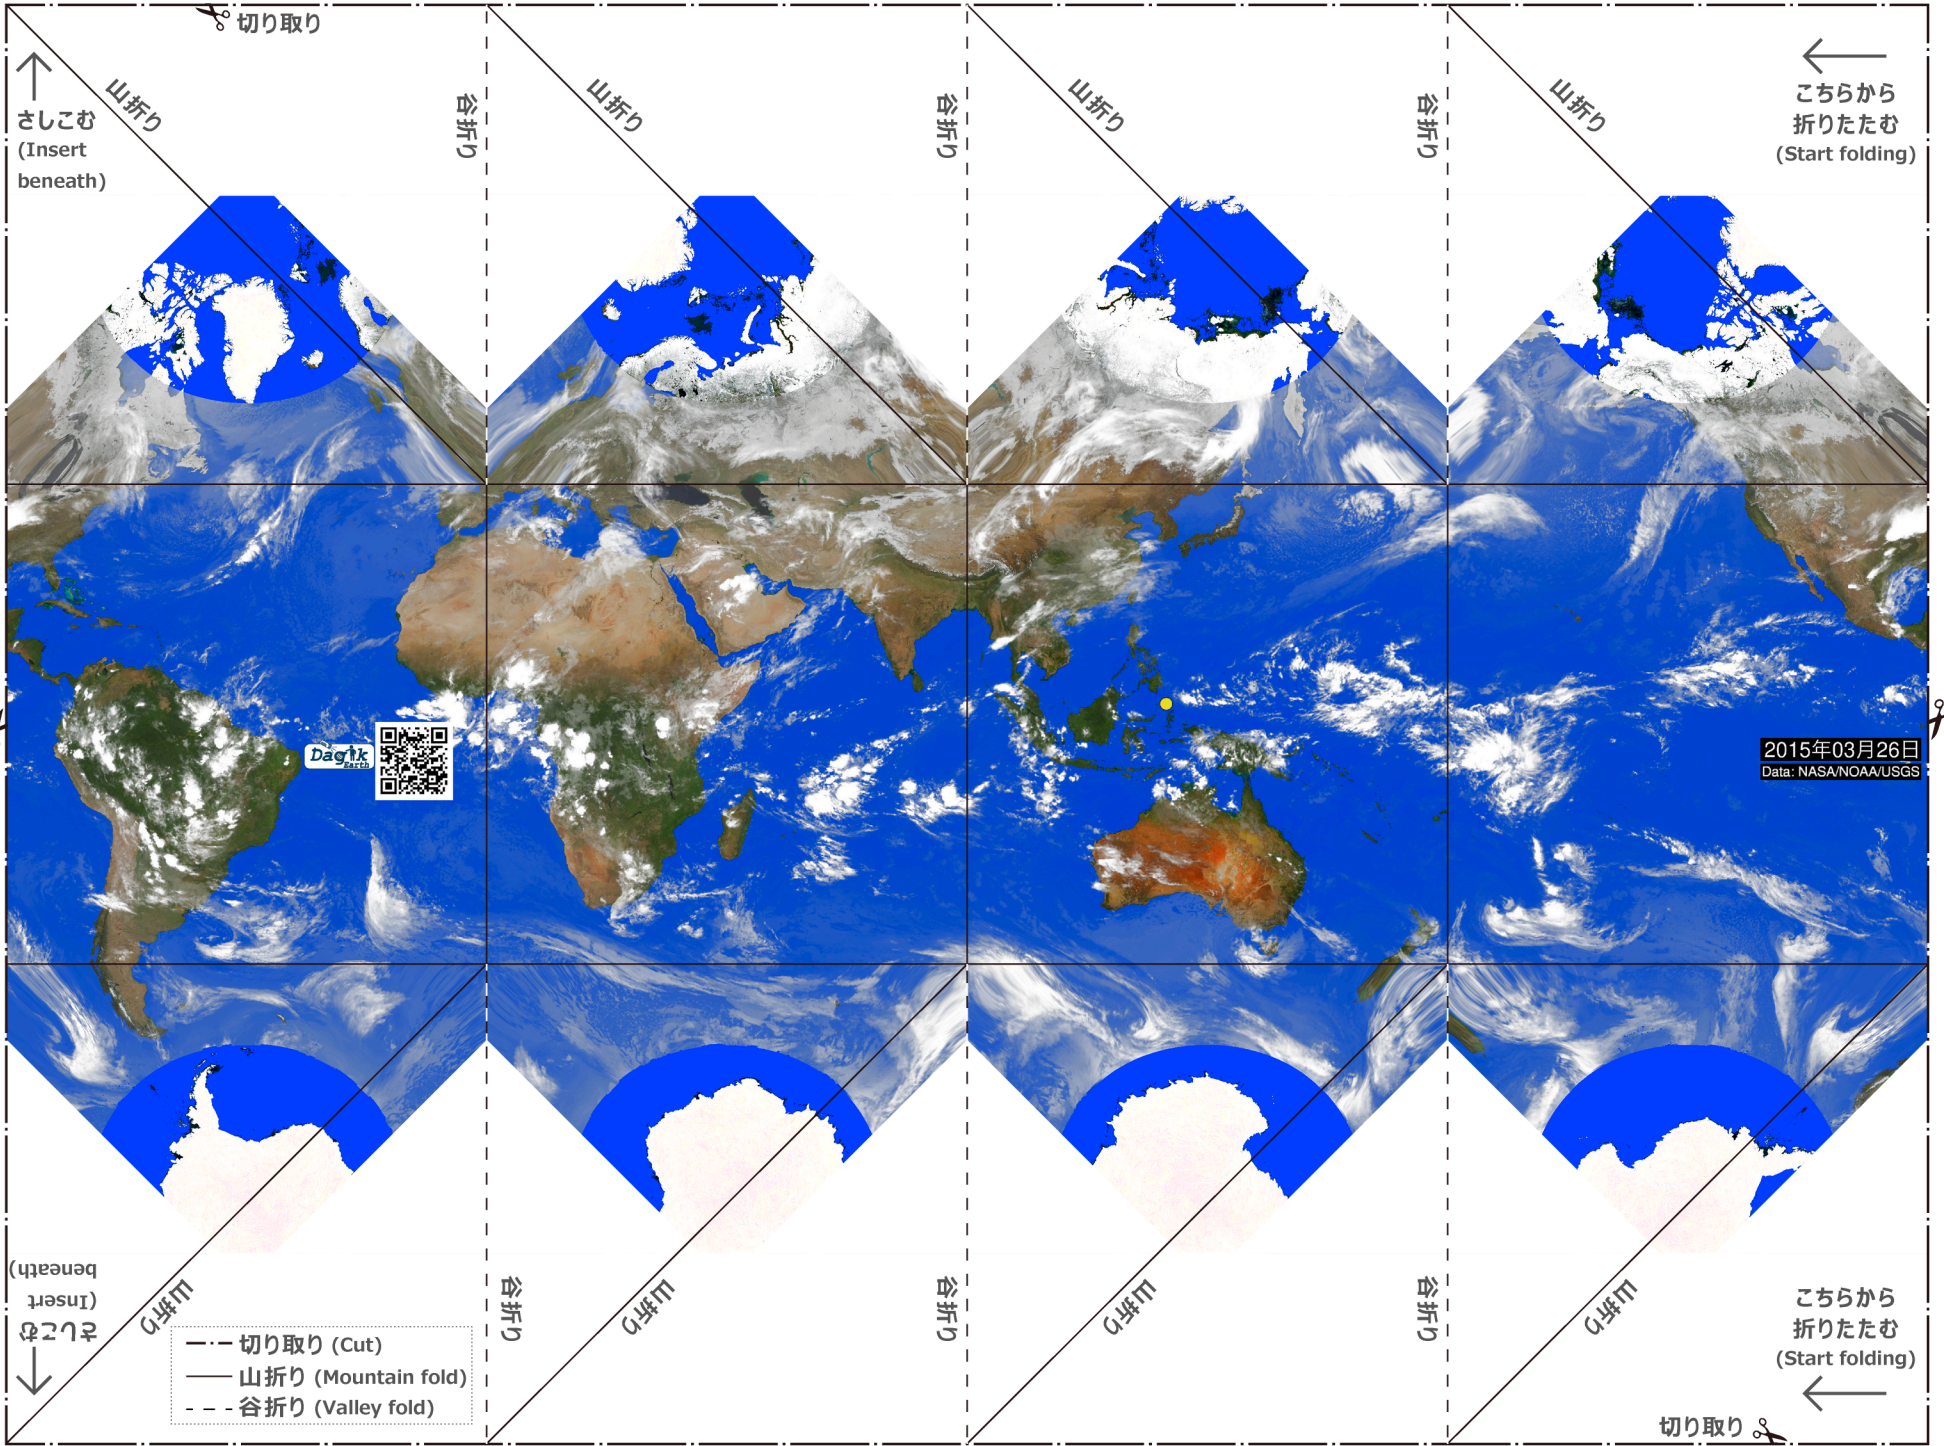 切り取り
山折り
谷折り
山折り
谷折り
山折り
谷折り
山折り
さしこむ
(Insert
beneath)
こちらから
折りたたむ
(Start folding)
Dagik
Earth
2015年03月26日
Data: NASA/NOAA/USGS
さしこむ
(Insert
beneath)
山折り
谷折り
山折り
谷折り
山折り
谷折り
山折り
切り取り (Cut)
山折り (Mountain fold)
谷折り (Valley fold)
こちらから
折りたたむ
(Start folding)
切り取り